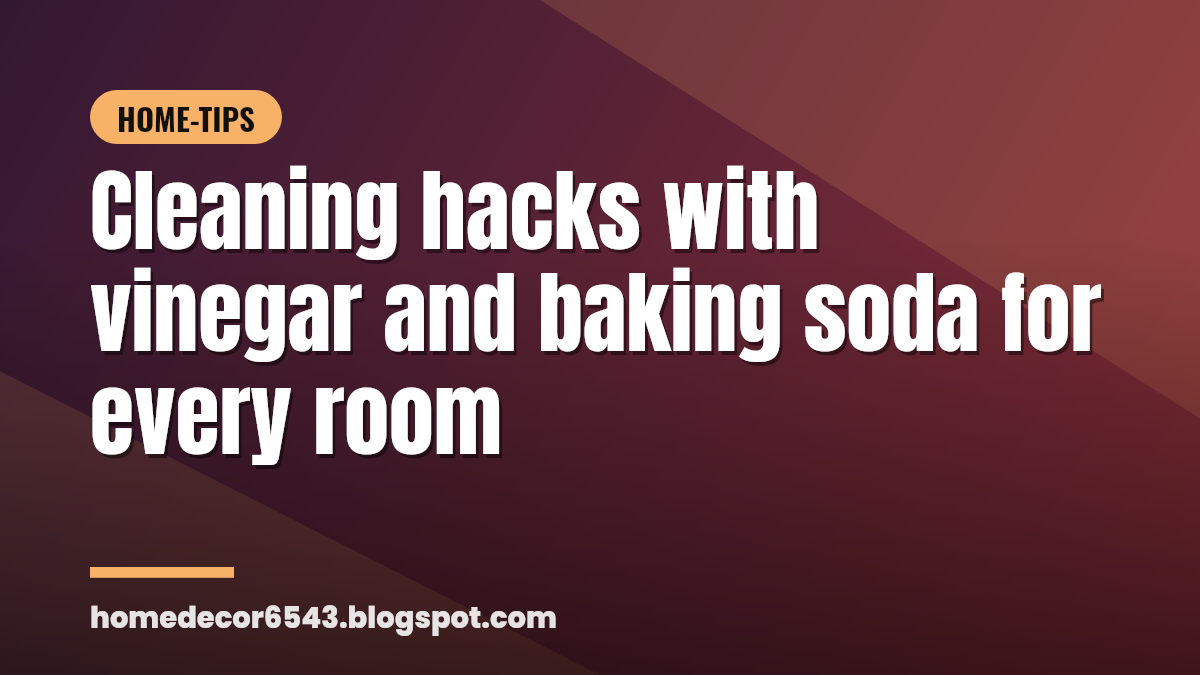 HOME-TIPS
Cleaning hacks with
vinegar and baking soda for
every room
homedecor6543.blogspot.com